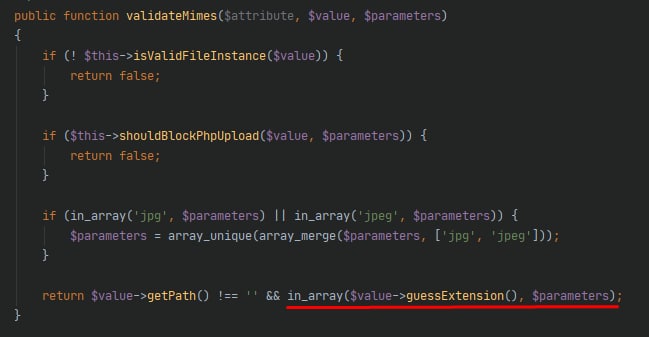 public function validateMimes($attribute, $value, $parameters)
{
    if (! $this->isValidFileInstance($value)) {
        return false;
    }

    if ($this->shouldBlockPhpUpload($value, $parameters)) {
        return false;
    }

    if (in_array('jpg', $parameters) || in_array('jpeg', $parameters)) {
        $parameters = array_unique(array_merge($parameters, ['jpg', 'jpeg']));
    }

    return $value->getPath() !== '' && in_array($value->guessExtension(), $parameters);
}